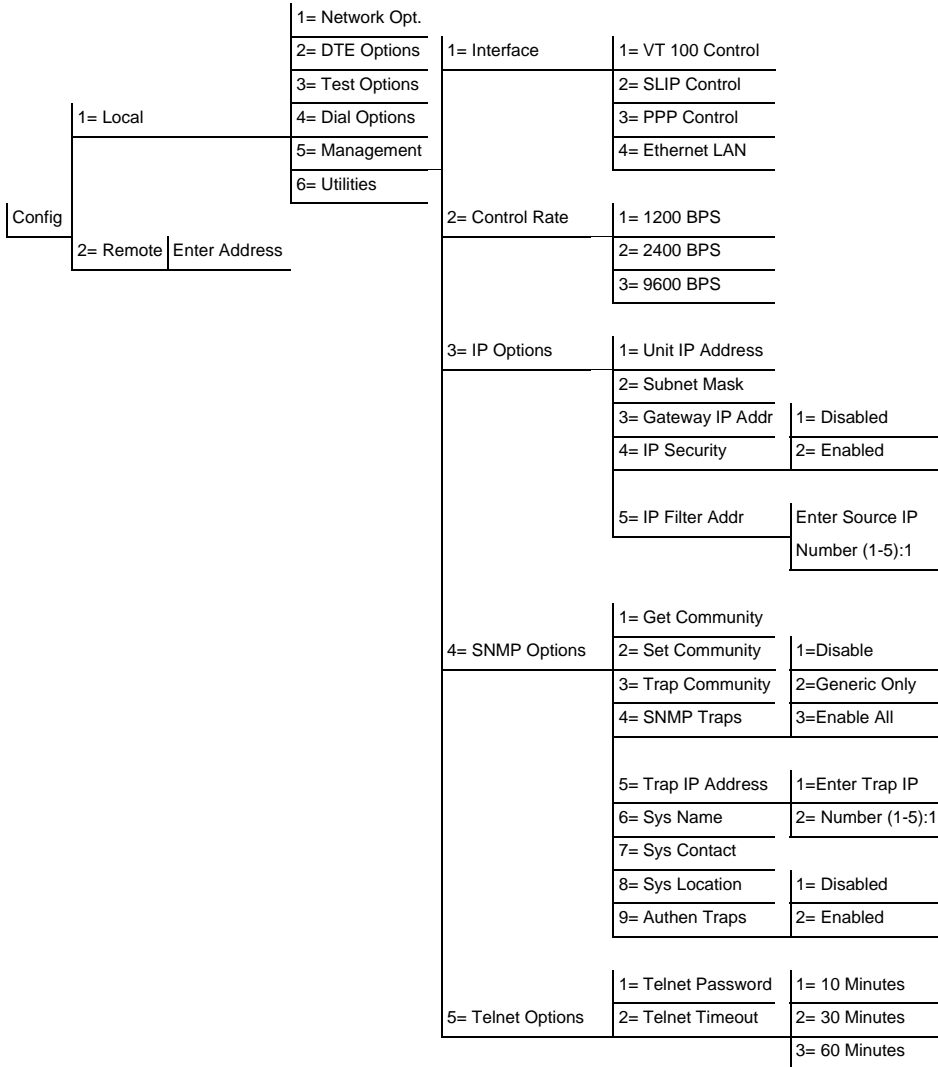 1= Network Opt.
2= DTE Options
1= Interface
1= VT 100 Control
3= Test Options
2= SLIP Control
1= Local
4= Dial Options
3= PPP Control
5= Management
4= Ethernet LAN
6= Utilities
Config
2= Control Rate
1= 1200 BPS
2= Remote
Enter Address
2= 2400 BPS
3= 9600 BPS
3= IP Options
1= Unit IP Address
2= Subnet Mask
3= Gateway IP Addr
1= Disabled
4= IP Security
2= Enabled
5= IP Filter Addr
Enter Source IP
Number (1-5):1
1= Get Community
4= SNMP Options
2= Set Community
1=Disable
3= Trap Community
2=Generic Only
4= SNMP Traps
3=Enable All
5= Trap IP Address
1=Enter Trap IP
6= Sys Name
2= Number (1-5):1
7= Sys Contact
8= Sys Location
1= Disabled
9= Authen Traps
2= Enabled
1= Telnet Password
1= 10 Minutes
5= Telnet Options
2= Telnet Timeout
2= 30 Minutes
3= 60 Minutes